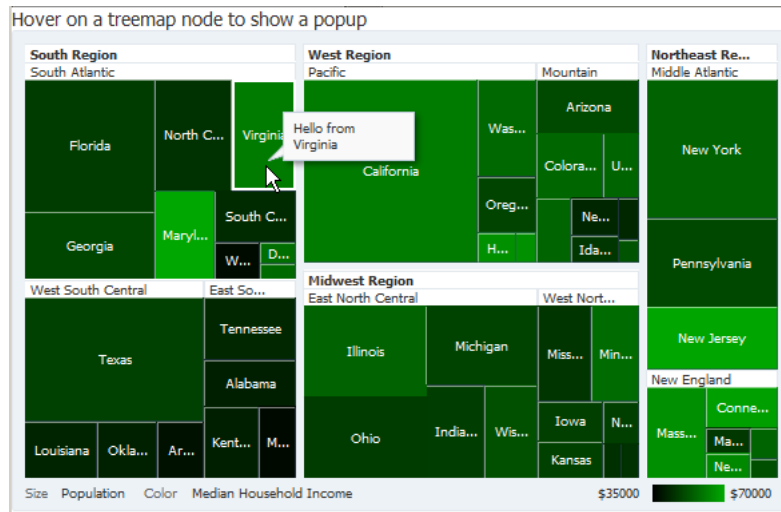 Hover on a treemap node to show a popup
South Region
South Atlantic
Florida
North C...
Virginia
Hello from
Virginia
Georgia
Maryl...
South C...
W...
D...
West South Central
East So...
Texas
Tennessee
Alabama
Louisiana
Okla...
Ar...
Kent...
M...
West Region
Pacific
Mountain
California
Was...
Oreg...
H...
Arizona
Colora...
U...
Ne...
Ida...
Midwest Region
East North Central
West Nort...
Illinois
Michigan
Ohio
India...
Wis...
Miss...
Min...
Iowa
N...
Kansas
Northeast Re...
Middle Atlantic
New York
Pennsylvania
New Jersey
New England
Mass...
Conne...
Ma...
Ne...
Size Population Color Median Household Income
$35000 $70000